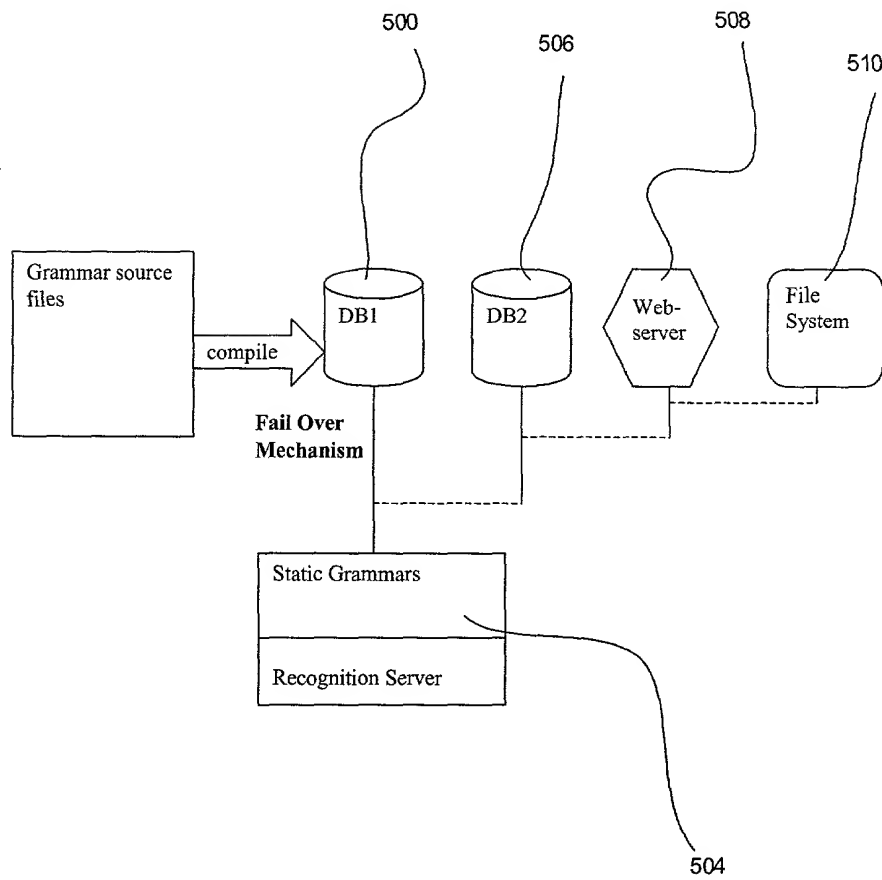 500
506
508
510
Grammar source
files
compile
DB1
DB2
Web-
server
File
System
Fail Over
Mechanism
Static Grammars
Recognition Server
504